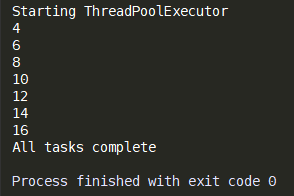 Starting ThreadPoolExecutor
4
6
8
10
12
14
16
All tasks complete
Process finished with exit code 0